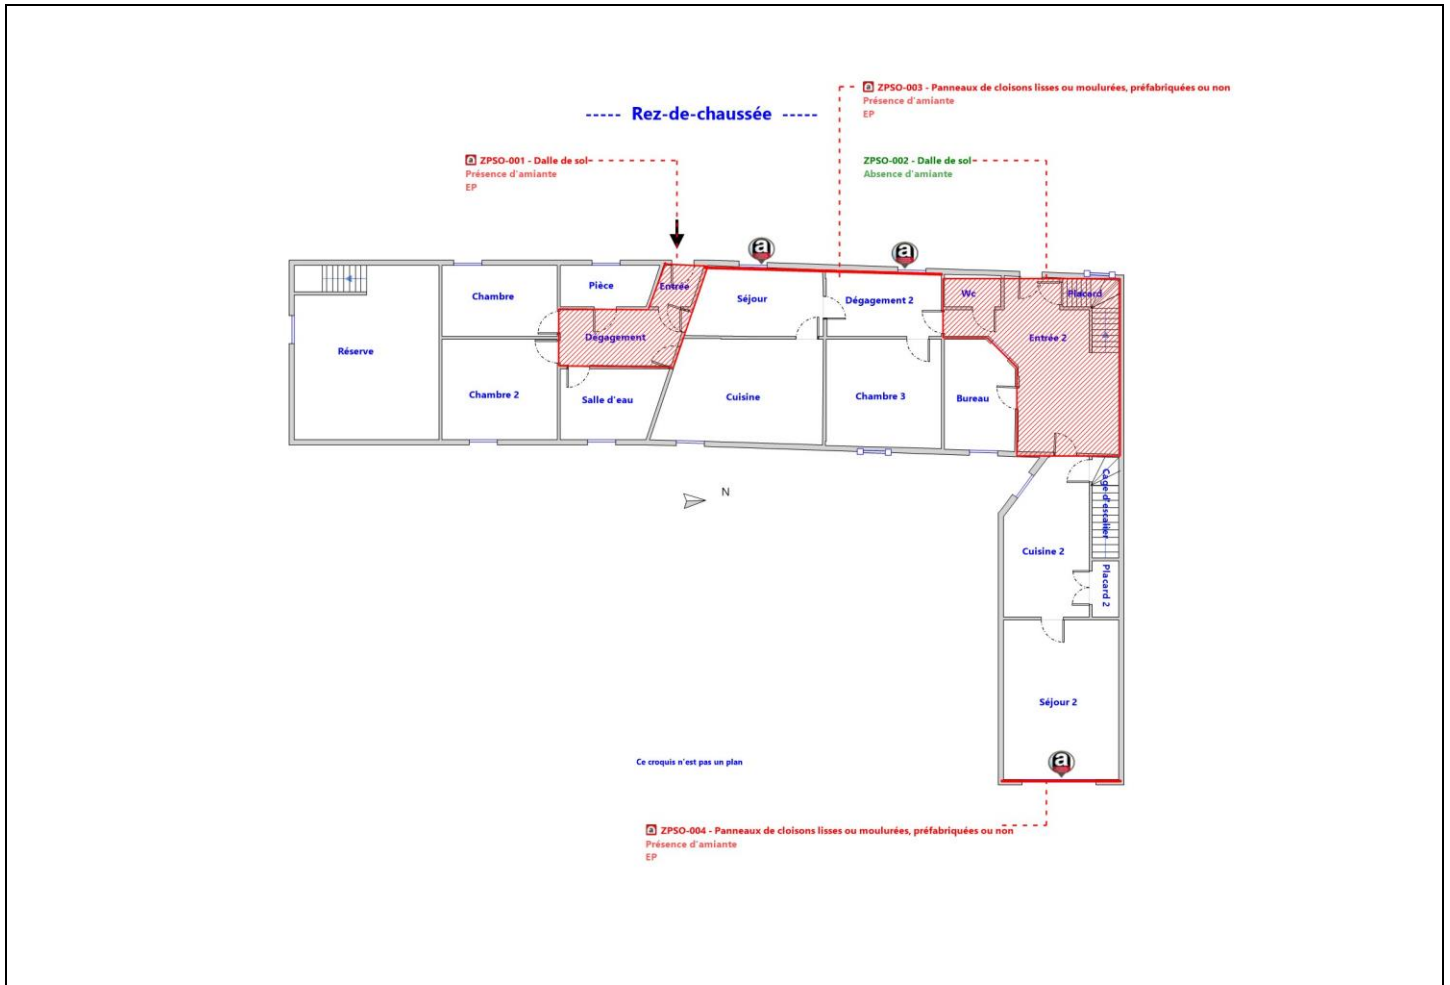 a ZPSO-003 - Panneaux de cloisons lisses ou moulurées, préfabriquées ou non
Présence d'amiante
EP
----- Rez-de-chaussée -----
a ZPSO-001 - Dalle de sol
Présence d'amiante
EP
ZPSO-002 - Dalle de sol
Absence d'amiante
a
a
Chambre
Pièce
Entrée
Séjour
Dégagement 2
Wc
Placard
Réserve
Dégagement
Entrée 2
Chambre 2
Salle d'eau
Cuisine
Chambre 3
Bureau
N
Cage d'escalier
Cuisine 2
Placard 2
Séjour 2
a
Ce croquis n'est pas un plan
a ZPSO-004 - Panneaux de cloisons lisses ou moulurées, préfabriquées ou non
Présence d'amiante
EP